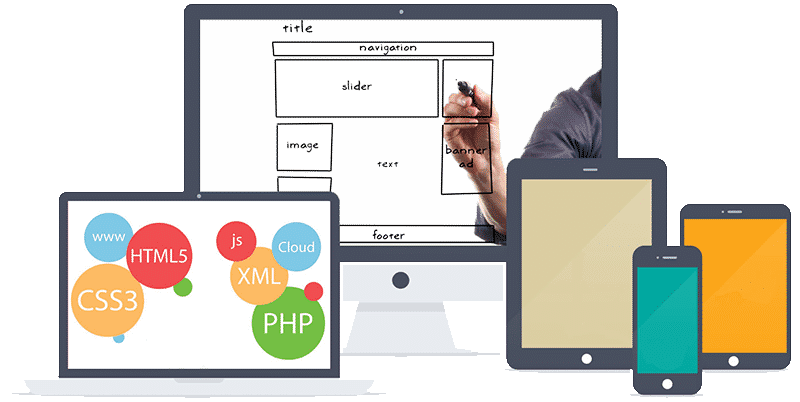 title
navigation
slider
image
text
banner
ad
footer
www
HTML5
CSS3
js
Cloud
XML
PHP